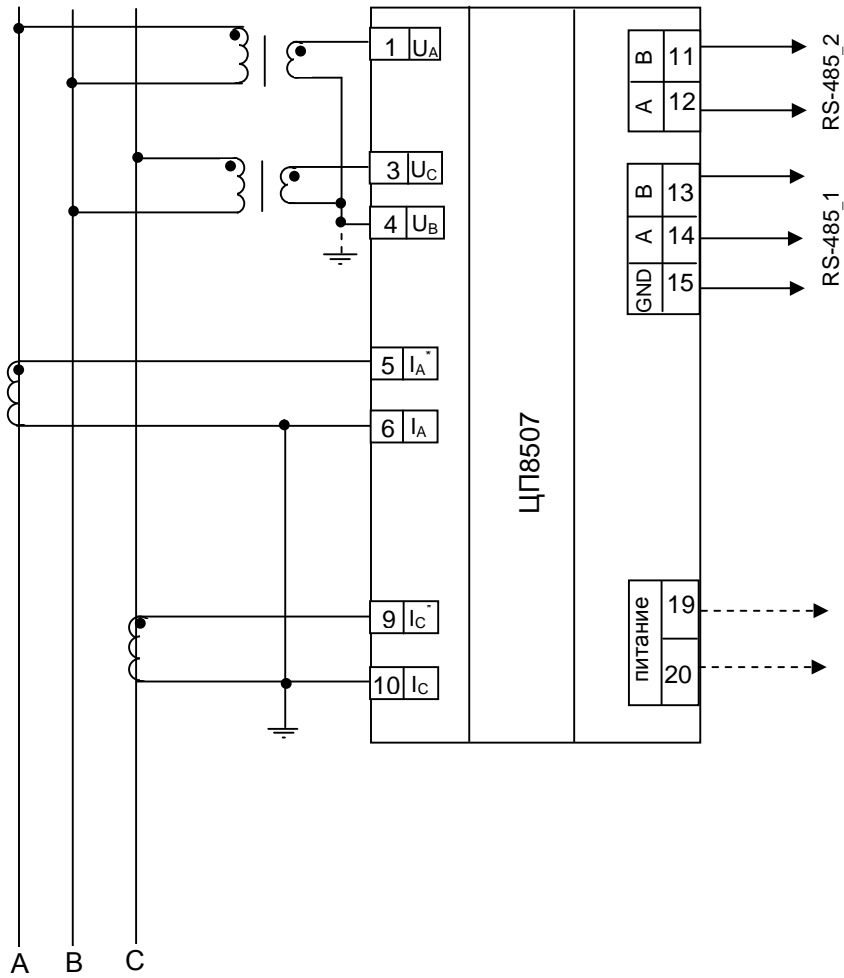 1 UA
3 UC
4 UB
5 IA*
6 IA
9 IC*
10 IC
ЦП8507
B 11
A 12
RS-485_2
B 13
A 14
GND 15
RS-485_1
питание 19
20
A B C